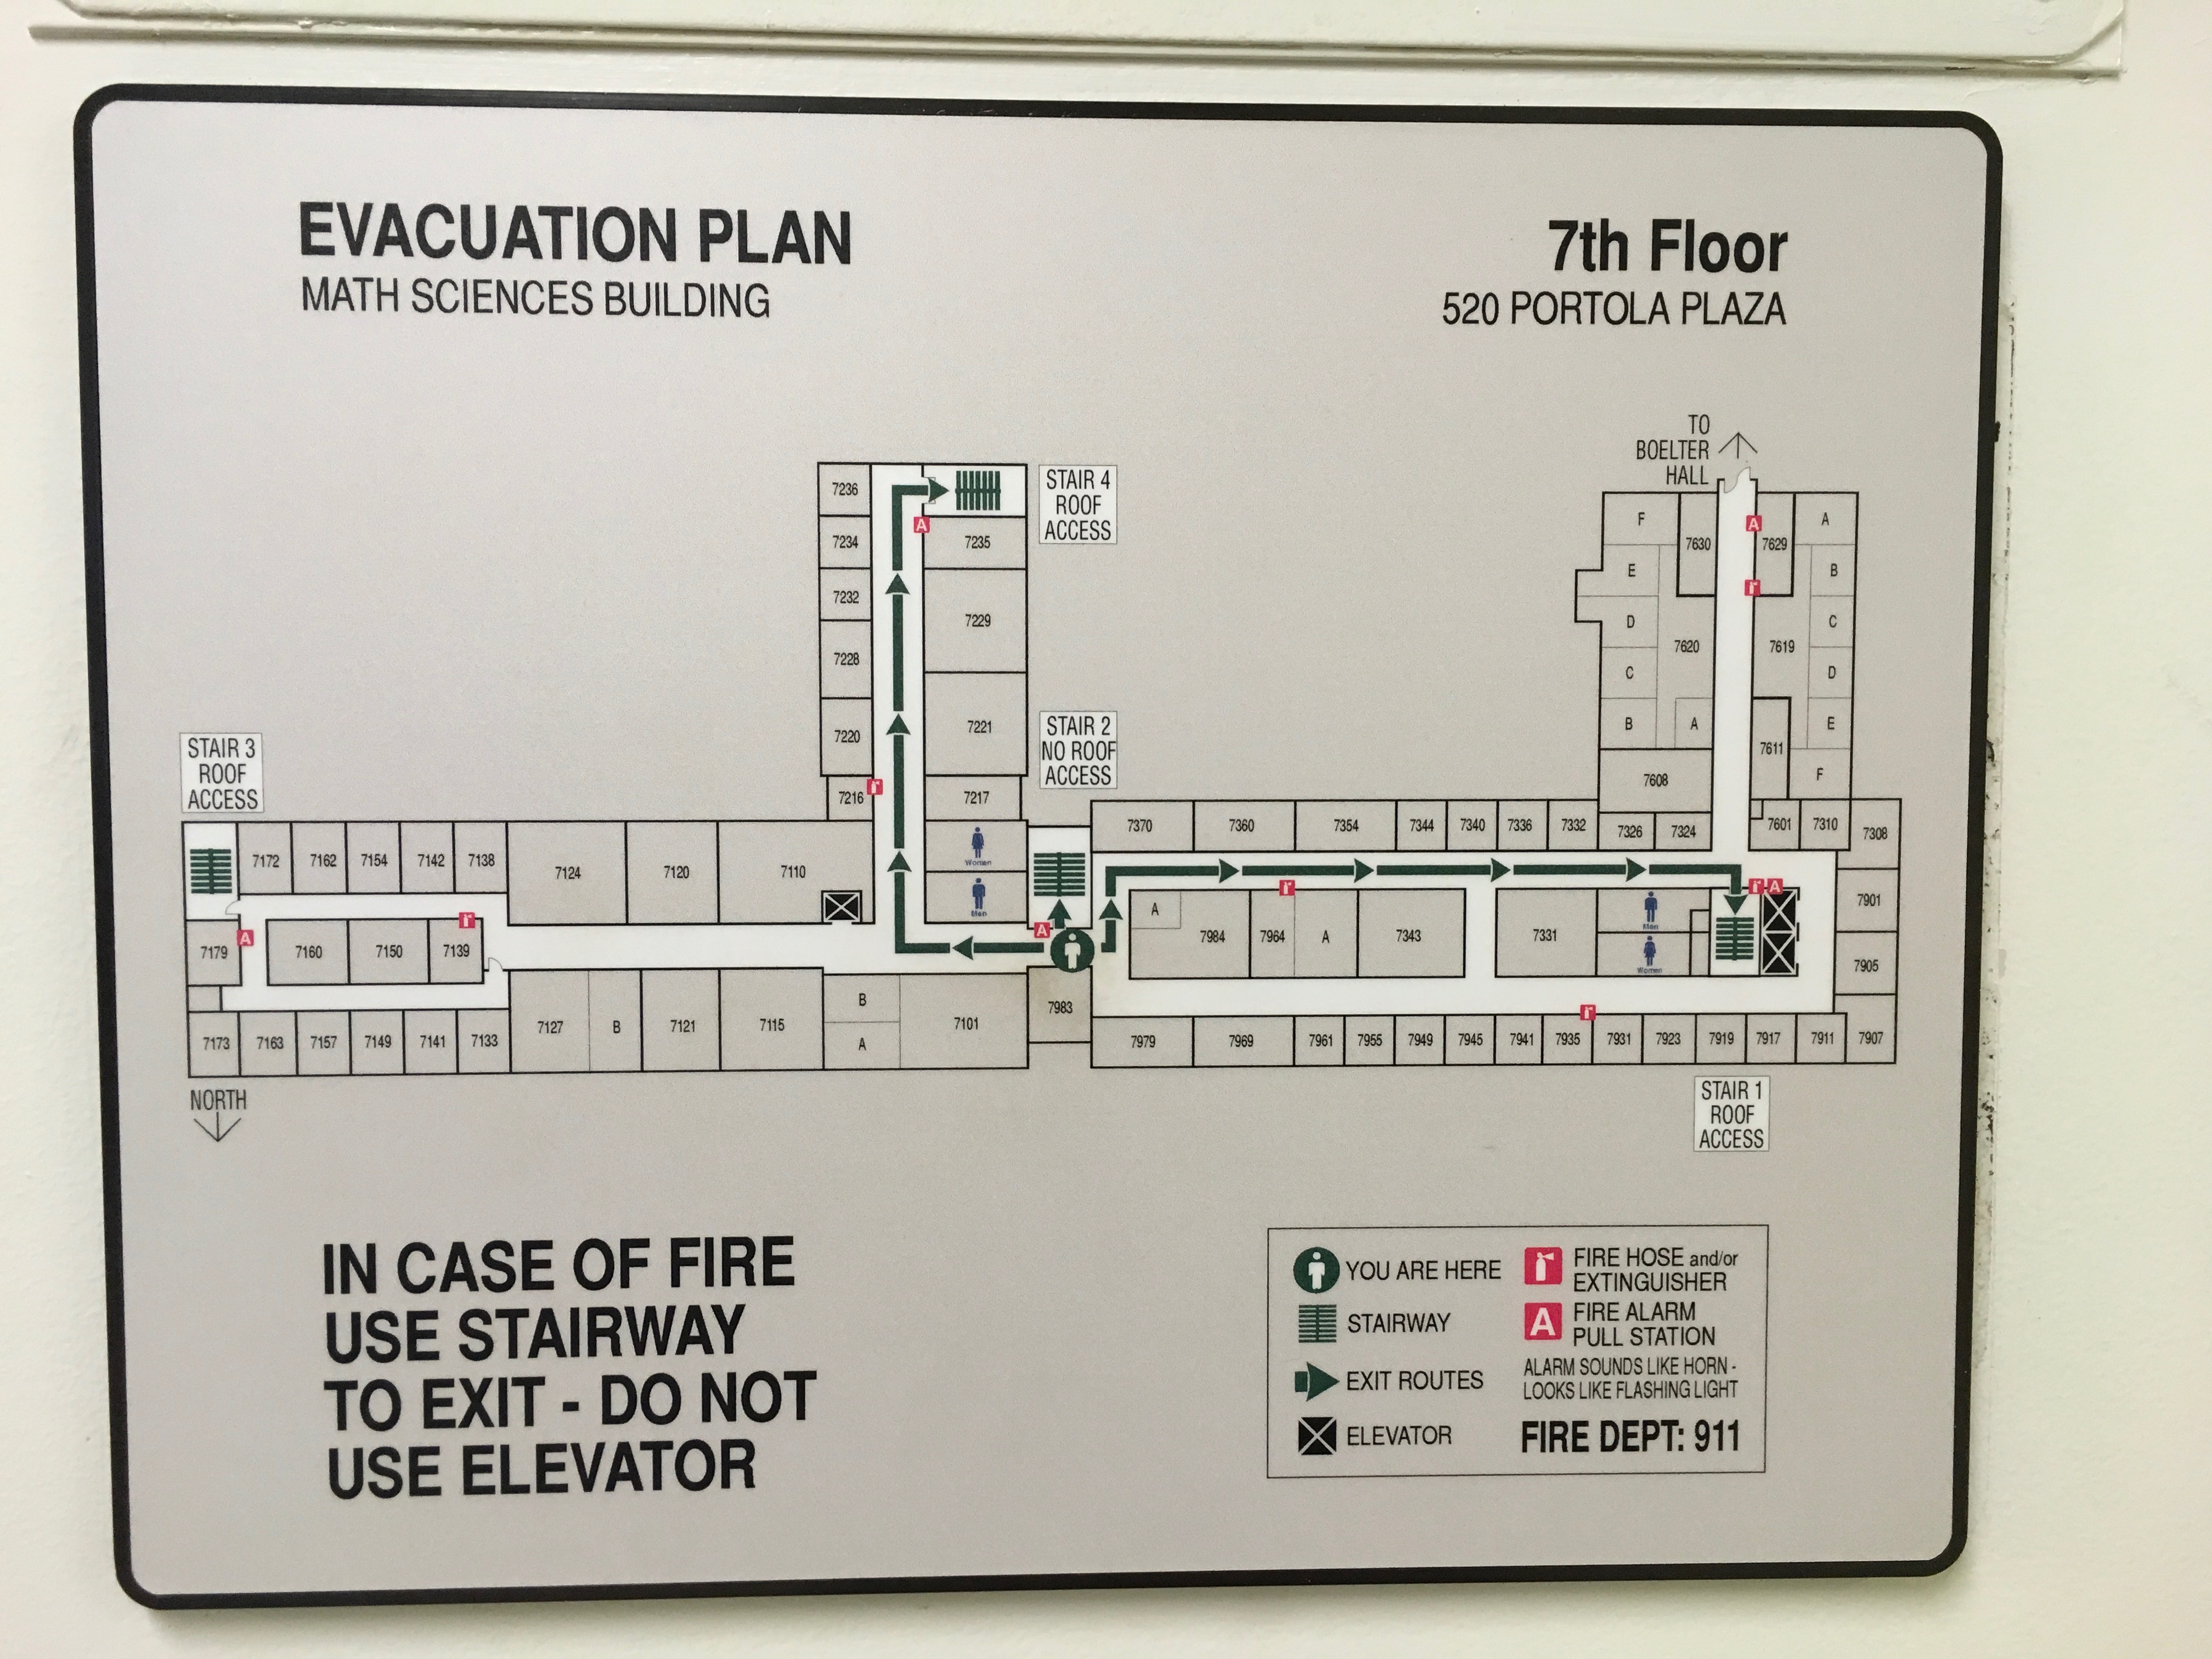 EVACUATION PLAN
MATH SCIENCES BUILDING
7th Floor
520 PORTOLA PLAZA
TO
BOELTER
HALL
7236
STAIR 4
ROOF
ACCESS
A
7234
7235
F
7630
A
7629
A
E
B
7232
7229
D
7620
7619
C
7228
C
D
7220
7221
B
A
E
STAIR 2
NO ROOF
ACCESS
7611
STAIR 3
ROOF
ACCESS
7608
F
7216
7217
7370
7360
7354
7344
7340
7336
7332
7326
7324
7601
7310
7308
7172
7162
7154
7142
7138
7124
7120
7110
Women
Men
A
7901
A
7984
7964
A
7343
7331
Men
Women
7179
A
7160
7150
7139
7905
B
7983
7127
B
7121
7115
A
7101
7173
7163
7157
7149
7141
7133
7979
7969
7961
7955
7949
7945
7941
7935
7931
7923
7919
7917
7911
7907
NORTH
STAIR 1
ROOF
ACCESS
IN CASE OF FIRE
USE STAIRWAY
TO EXIT - DO NOT
USE ELEVATOR
YOU ARE HERE
STAIRWAY
EXIT ROUTES
ELEVATOR
FIRE HOSE and/or
EXTINGUISHER
A FIRE ALARM
PULL STATION
ALARM SOUNDS LIKE HORN -
LOOKS LIKE FLASHING LIGHT
FIRE DEPT: 911